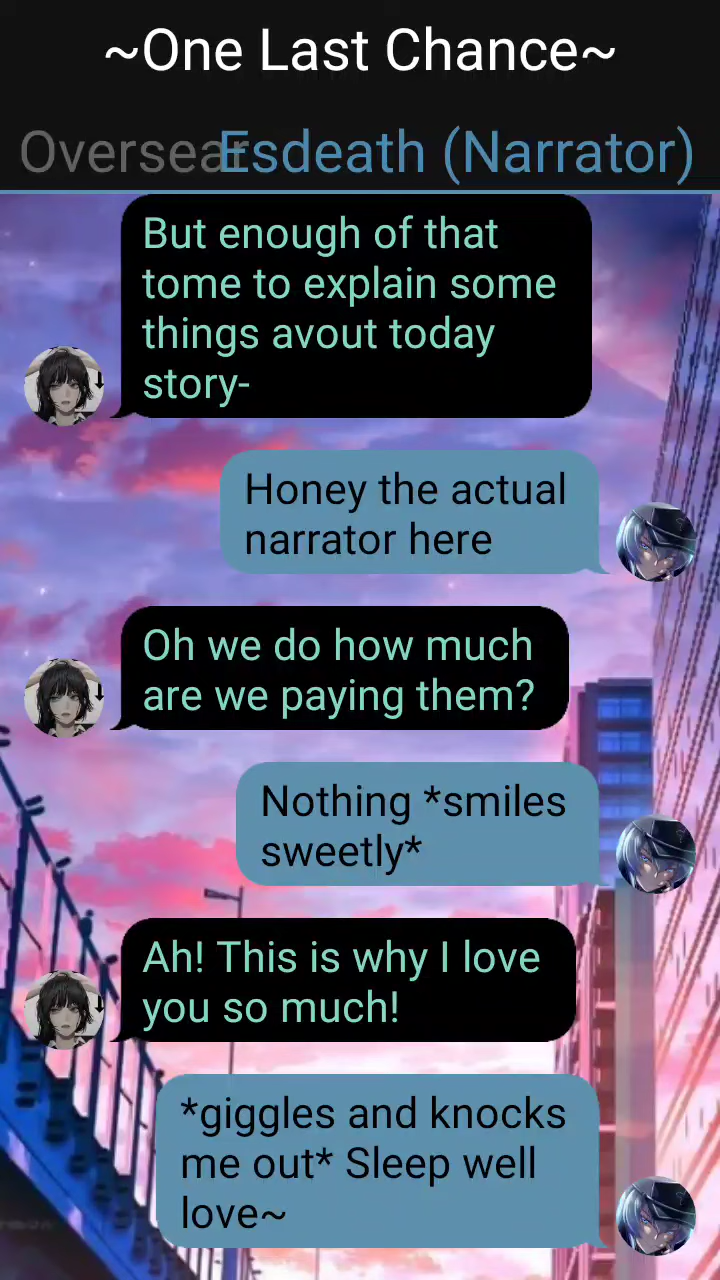 ~One Last Chance~
Oversear Esdeath (Narrator)
But enough of that
tome to explain some
things avout today
story-
Honey the actual
narrator here
Oh we do how much
are we paying them?
Nothing *smiles
sweetly*
Ah! This is why I love
you so much!
*giggles and knocks
me out* Sleep well
love~